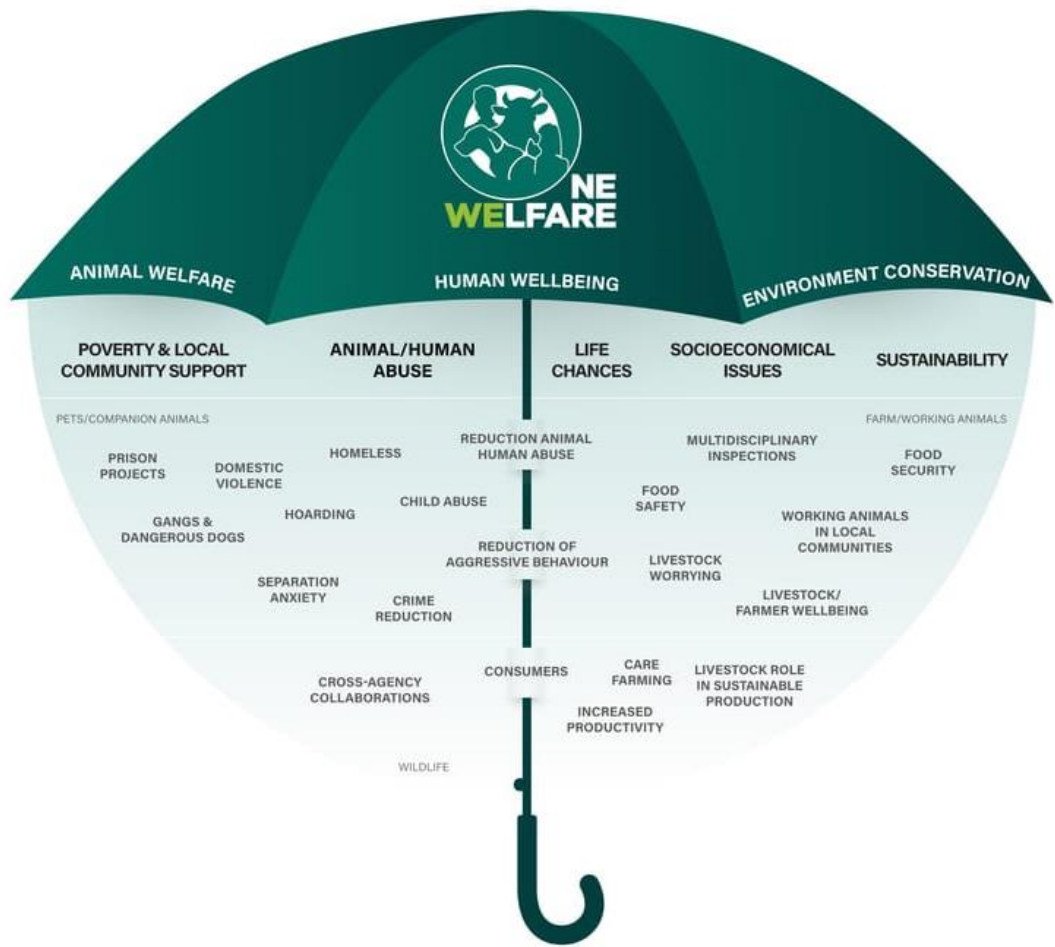 ONE
WELFARE
ANIMAL WELFARE
HUMAN WELLBEING
ENVIRONMENT CONSERVATION
POVERTY & LOCAL
COMMUNITY SUPPORT
ANIMAL/HUMAN
ABUSE
LIFE
CHANCES
SOCIOECONOMICAL
ISSUES
SUSTAINABILITY
PETS/COMPANION ANIMALS
FARM/WORKING ANIMALS
PRISON
PROJECTS
DOMESTIC
VIOLENCE
HOMELESS
REDUCTION ANIMAL
HUMAN ABUSE
MULTIDISCIPLINARY
INSPECTIONS
FOOD
SECURITY
GANGS &
DANGEROUS DOGS
HOARDING
CHILD ABUSE
FOOD
SAFETY
WORKING ANIMALS
IN LOCAL
COMMUNITIES
REDUCTION OF
AGGRESSIVE BEHAVIOUR
LIVESTOCK
WORRYING
SEPARATION
ANXIETY
CRIME
REDUCTION
LIVESTOCK/
FARMER WELLBEING
CROSS-AGENCY
COLLABORATIONS
CONSUMERS
CARE
FARMING
LIVESTOCK ROLE
IN SUSTAINABLE
PRODUCTION
INCREASED
PRODUCTIVITY
WILDLIFE